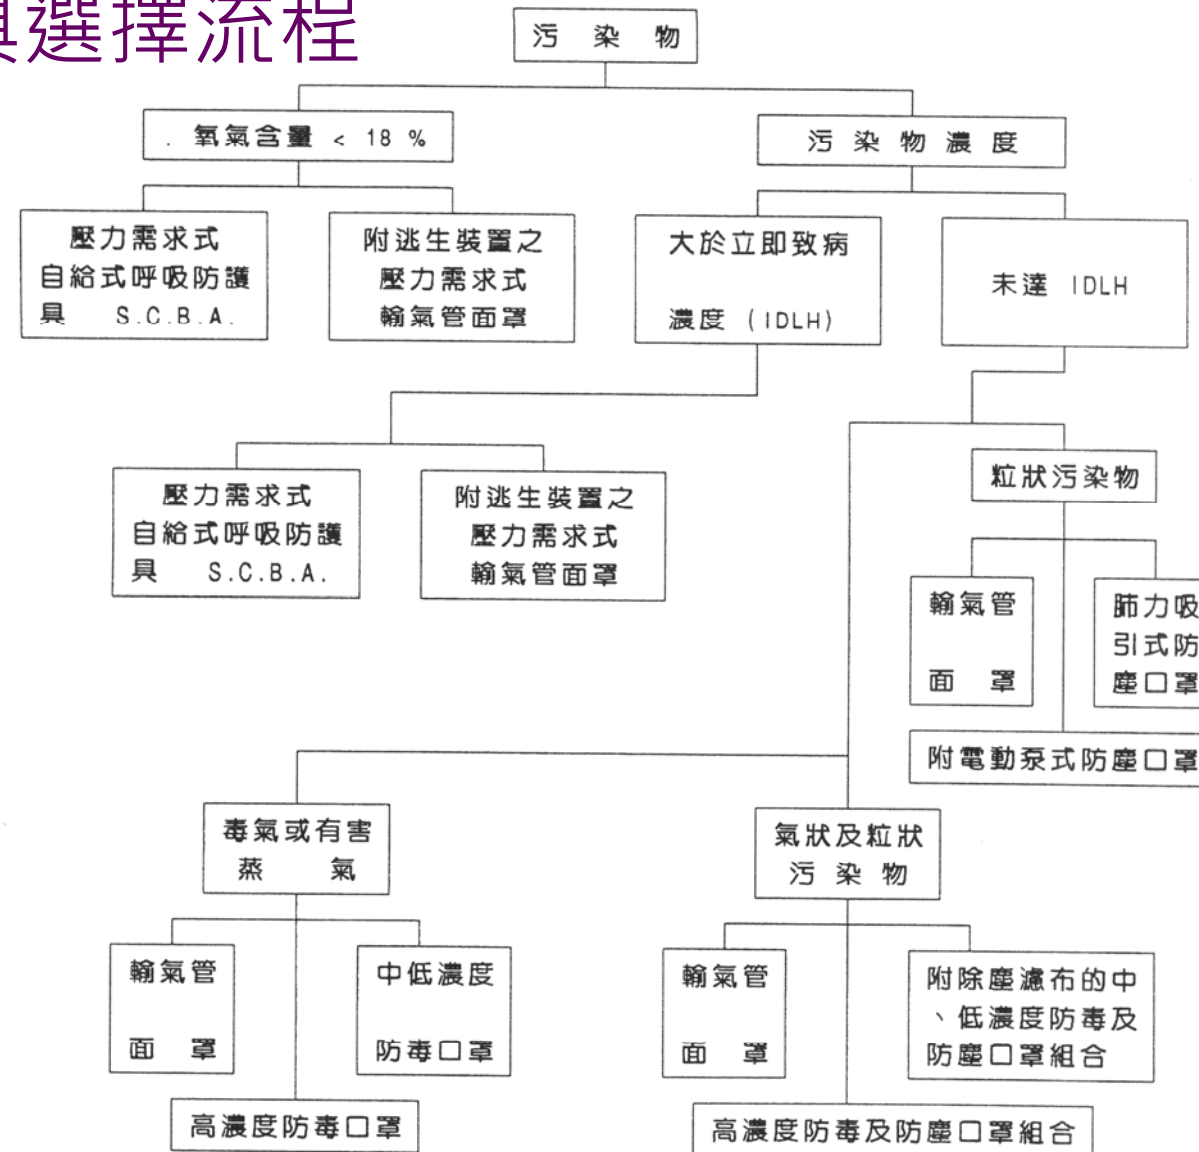 選擇流程
污染物
. 氧氣含量 < 18 %
污染物濃度
壓力需求式
自給式呼吸防護
具 S.C.B.A.
附逃生裝置之
壓力需求式
輸氣管面罩
大於立即致病
濃度 (IDLH)
未達 IDLH
壓力需求式
自給式呼吸防護
具 S.C.B.A.
附逃生裝置之
壓力需求式
輸氣管面罩
粒狀污染物
輸氣管
面罩
肺力吸
引式防
塵口罩
附電動泵式防塵口罩
毒氣或有害
蒸氣
氣狀及粒狀
污染物
輸氣管
面罩
中低濃度
防毒口罩
高濃度防毒口罩
輸氣管
面罩
附除塵濾布的中
、低濃度防毒及
防塵口罩組合
高濃度防毒及防塵口罩組合